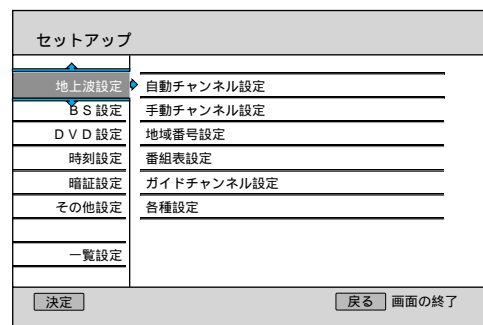 セットアップ
地上波設定
自動チャンネル設定
BS設定
手動チャンネル設定
DVD設定
地域番号設定
時刻設定
番組表設定
暗証設定
ガイドチャンネル設定
その他設定
各種設定
一覧設定
決定
戻る 画面の終了